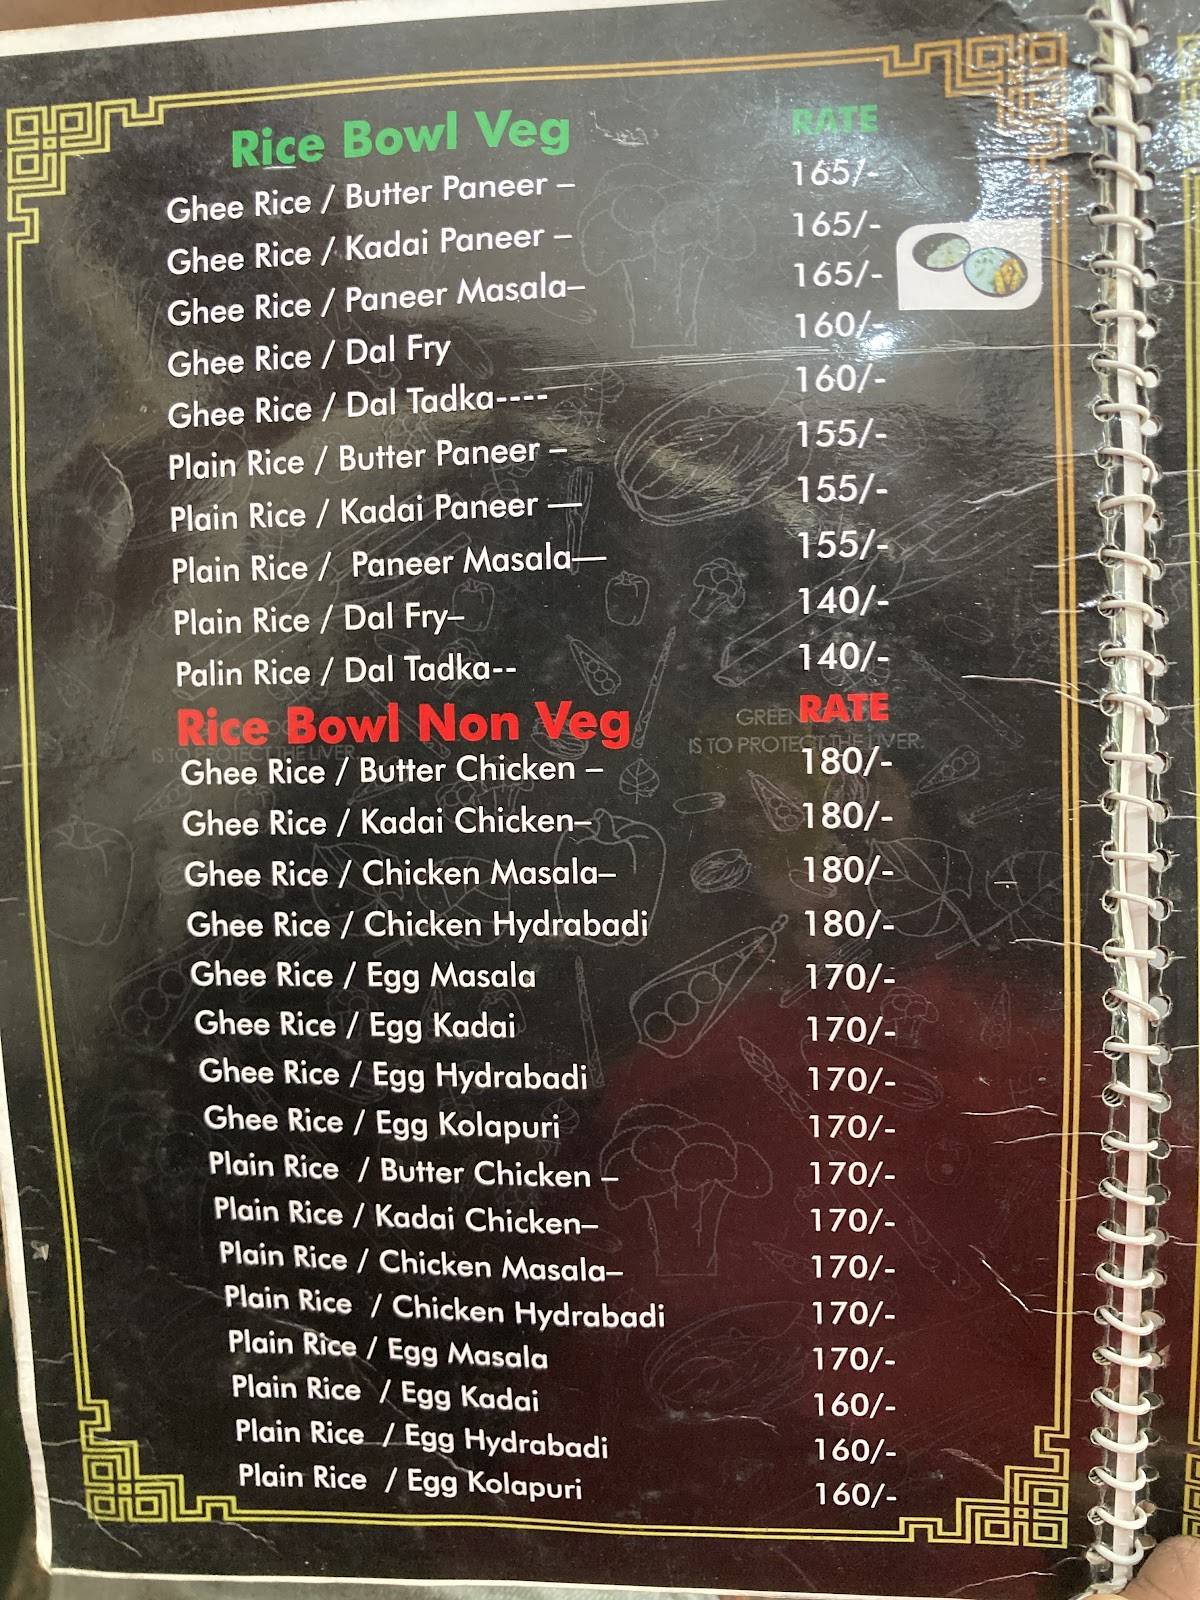 Rice Bowl Veg RATE
Ghee Rice / Butter Paneer – 165/-
Ghee Rice / Kadai Paneer – 165/-
Ghee Rice / Paneer Masala– 165/-
Ghee Rice / Dal Fry 160/-
Ghee Rice / Dal Tadka---- 160/-
Plain Rice / Butter Paneer – 155/-
Plain Rice / Kadai Paneer — 155/-
Plain Rice / Paneer Masala— 155/-
Plain Rice / Dal Fry– 140/-
Palin Rice / Dal Tadka-- 140/-
Rice Bowl Non Veg RATE
GREEN
IS TO PROTECT THE LIVER IS TO PROTECT THE LIVER.
Ghee Rice / Butter Chicken – 180/-
Ghee Rice / Kadai Chicken– 180/-
Ghee Rice / Chicken Masala– 180/-
Ghee Rice / Chicken Hydrabadi 180/-
Ghee Rice / Egg Masala 170/-
Ghee Rice / Egg Kadai 170/-
Ghee Rice / Egg Hydrabadi 170/-
Ghee Rice / Egg Kolapuri 170/-
Plain Rice / Butter Chicken – 170/-
Plain Rice / Kadai Chicken– 170/-
Plain Rice / Chicken Masala– 170/-
Plain Rice / Chicken Hydrabadi 170/-
Plain Rice / Egg Masala 170/-
Plain Rice / Egg Kadai 160/-
Plain Rice / Egg Hydrabadi 160/-
Plain Rice / Egg Kolapuri 160/-